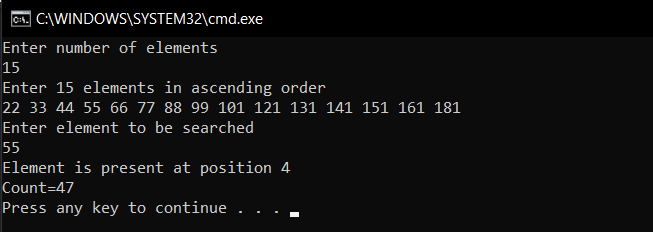 C:\WINDOWS\SYSTEM32\cmd.exe
Enter number of elements
15
Enter 15 elements in ascending order
22 33 44 55 66 77 88 99 101 121 131 141 151 161 181
Enter element to be searched
55
Element is present at position 4
Count=47
Press any key to continue . . .